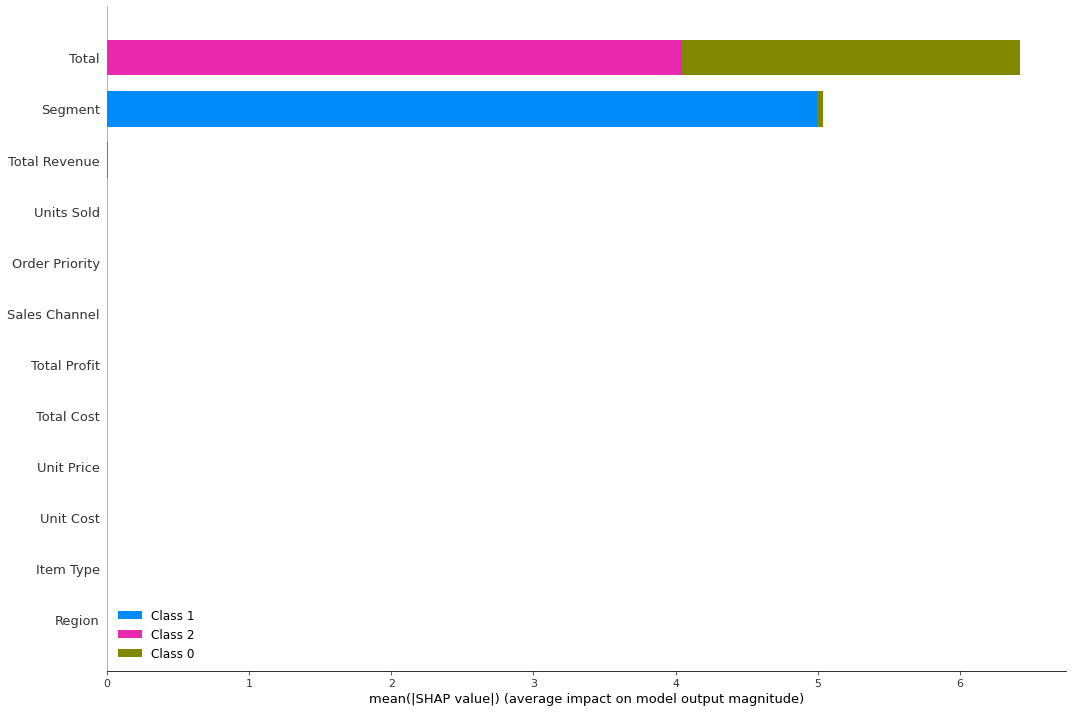 Total
Segment
Total Revenue
Units Sold
Order Priority
Sales Channel
Total Profit
Total Cost
Unit Price
Unit Cost
Item Type
Region
Class 1
Class 2
Class 0
0 1 2 3 4 5 6
mean(|SHAP value|) (average impact on model output magnitude)